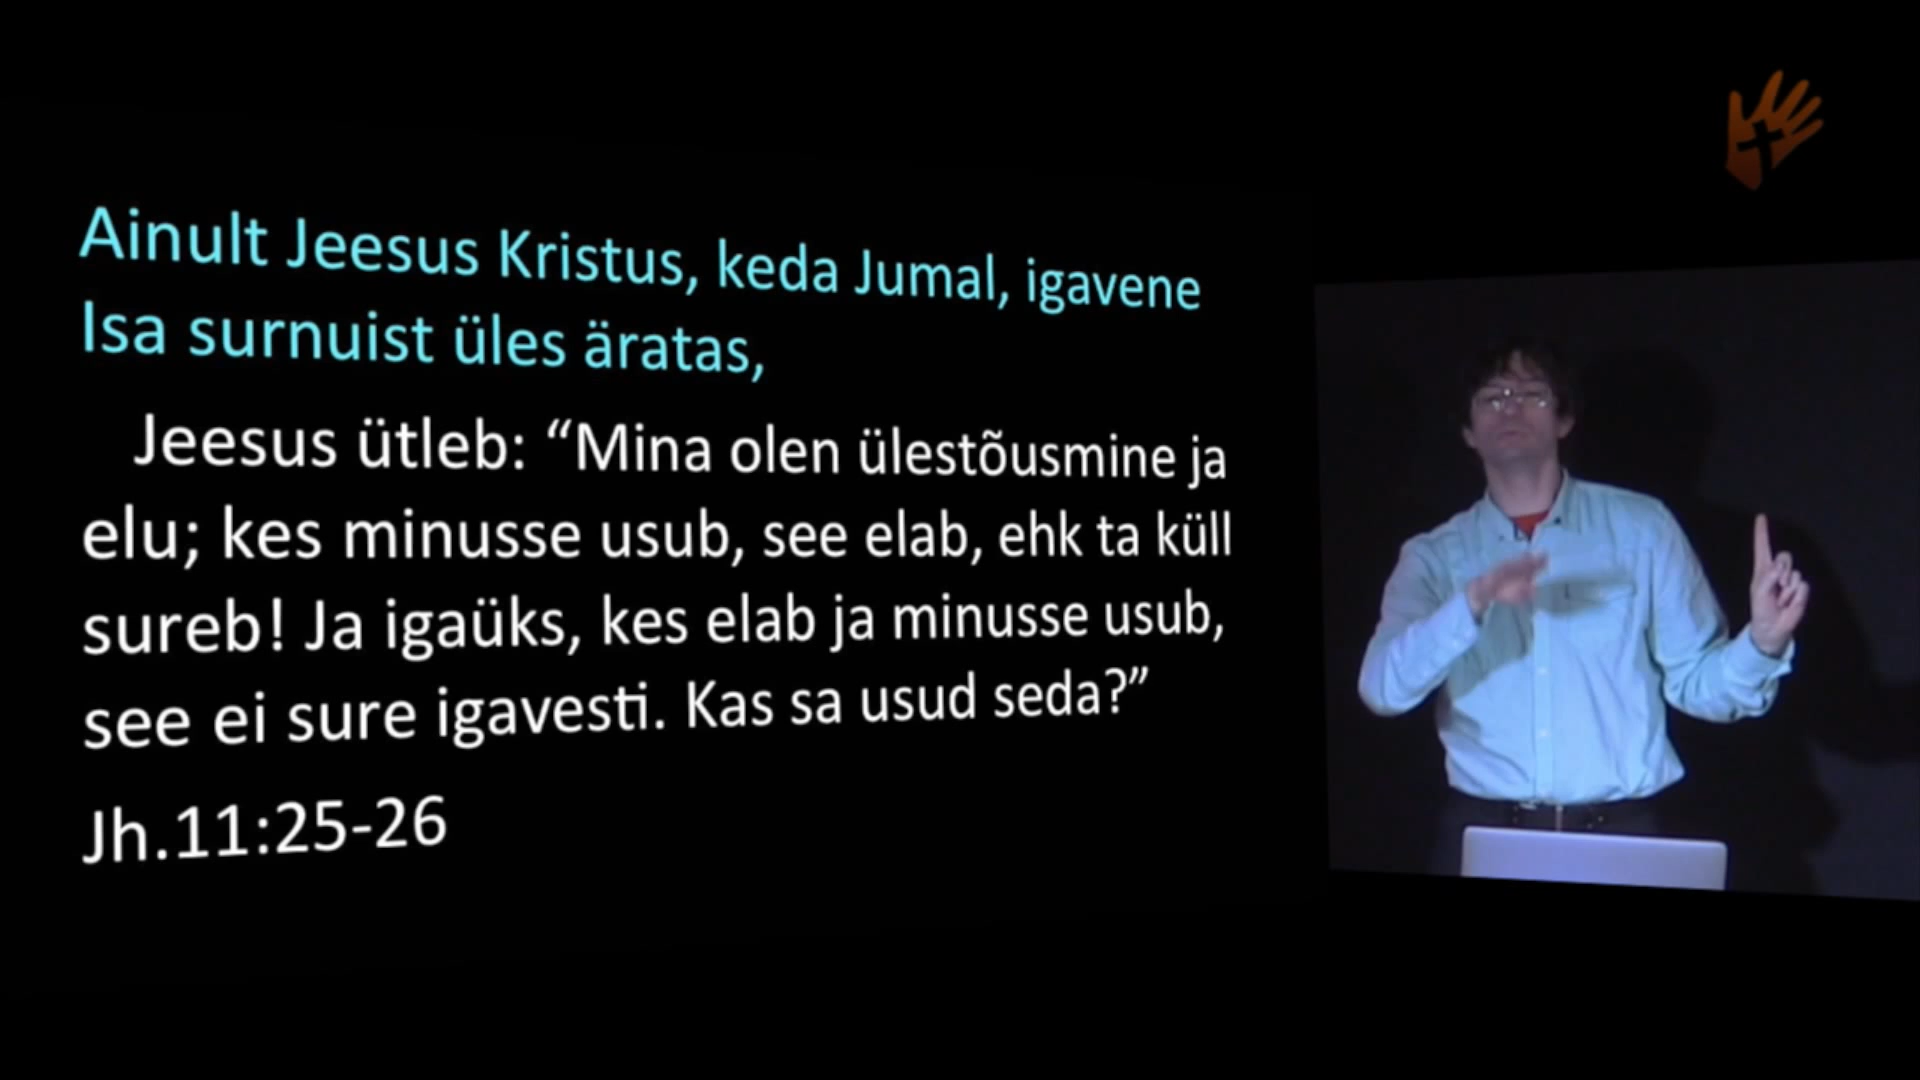 Ainult Jeesus Kristus, keda Jumal, igavene
Isa surnuist üles äratas,
Jeesus ütleb: “Mina olen ülestõusmine ja
elu; kes minusse usub, see elab, ehk ta küll
sureb! Ja igaüks, kes elab ja minusse usub,
see ei sure igavesti. Kas sa usud seda?”
Jh.11:25-26